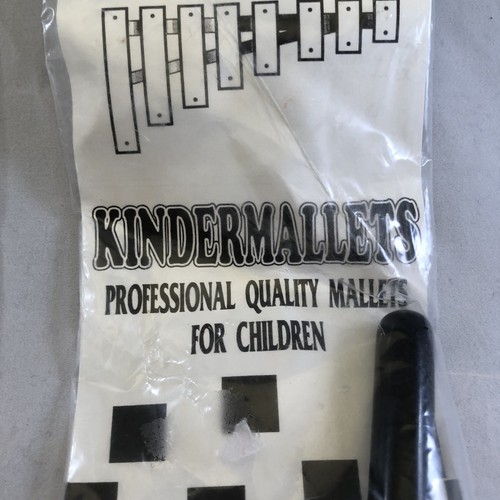 KINDERMALLETS
PROFESSIONAL QUALITY MALLETS
FOR CHILDREN